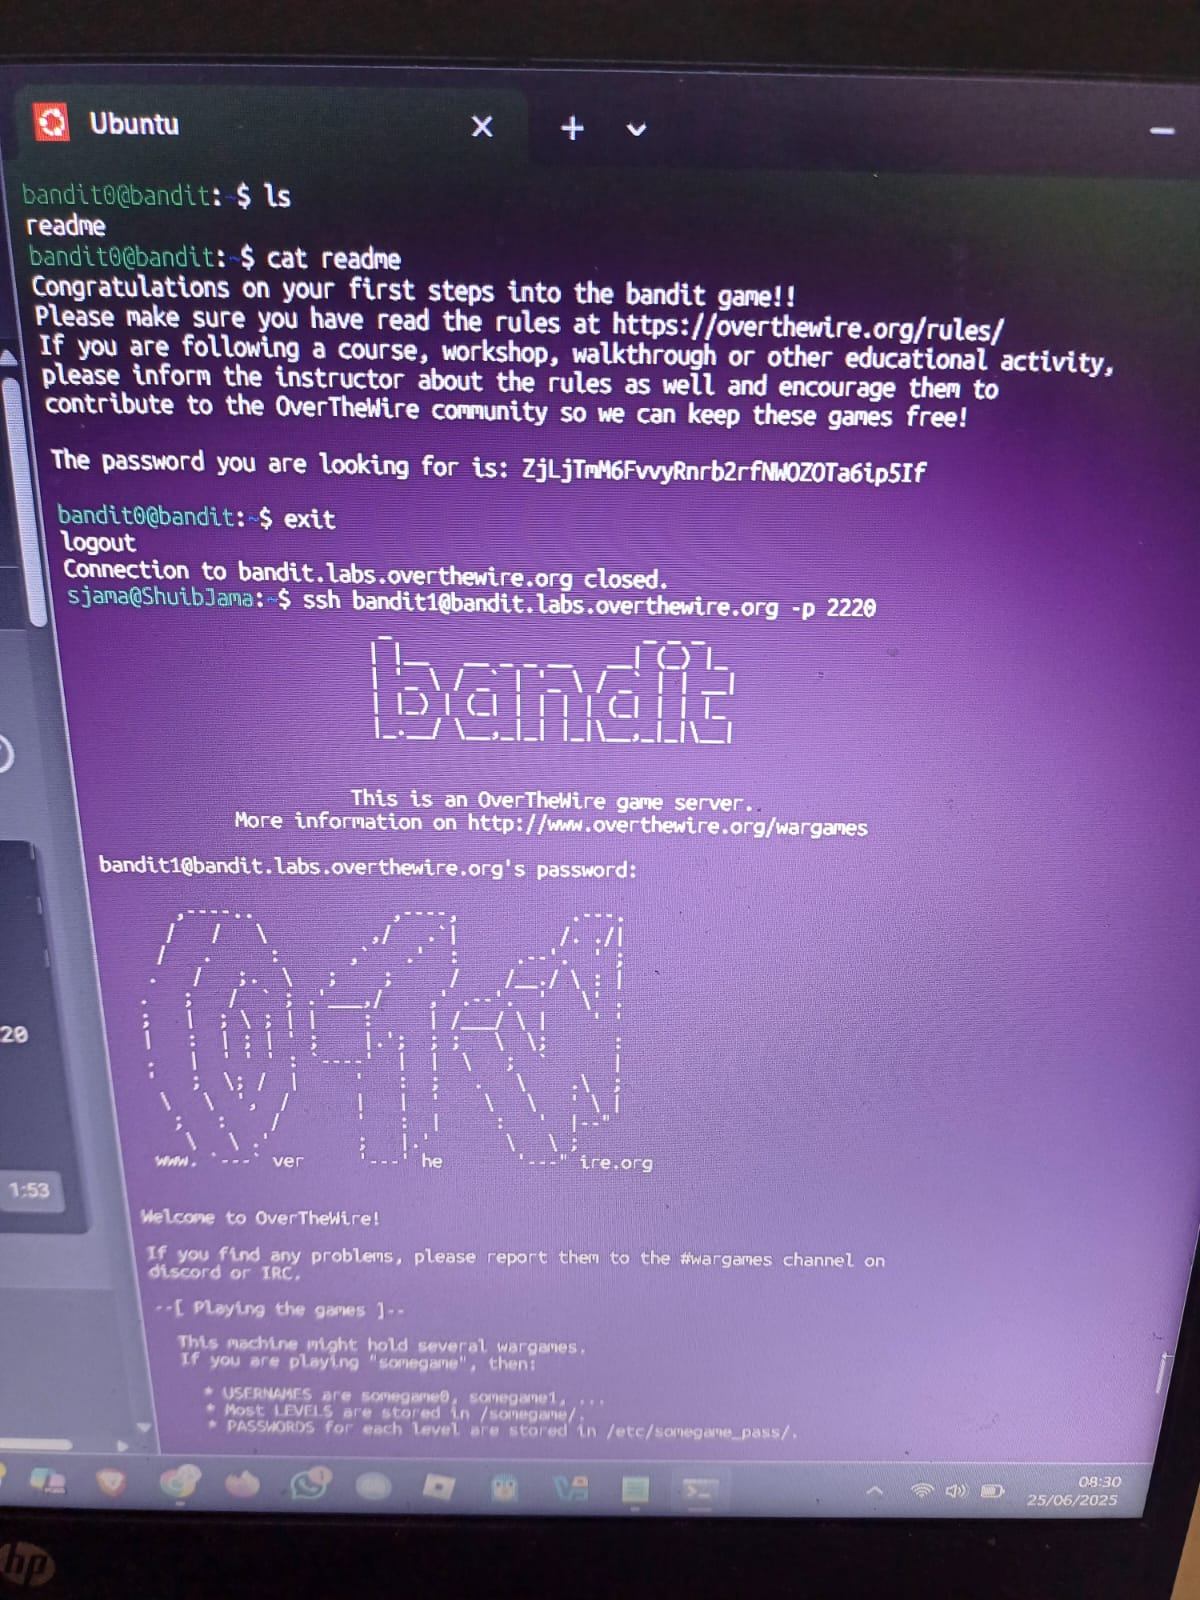 Ubuntu
bandit0@bandit:~$ ls
readme
bandit0@bandit:~$ cat readme
Congratulations on your first steps into the bandit game!!
Please make sure you have read the rules at https://overthewire.org/rules/
If you are following a course, workshop, walkthrough or other educational activity,
please inform the instructor about the rules as well and encourage them to
contribute to the OverTheWire community so we can keep these games free!
The password you are looking for is: ZjLjTmM6FvvyRnrb2rfNWOZOTa6ip5If
bandit0@bandit:~$ exit
logout
Connection to bandit.labs.overthewire.org closed.
sjama@ShuibJama:~$ ssh bandit1@bandit.labs.overthewire.org -p 2220
bandit
This is an OverTheWire game server.
More information on http://www.overthewire.org/wargames
bandit1@bandit.labs.overthewire.org's password:
www. ver he ire.org
Welcome to OverTheWire!
If you find any problems, please report them to the #wargames channel on
discord or IRC.
--[ Playing the games ]--
This machine might hold several wargames.
If you are playing "somegame", then:
* USERNAMES are somegame0, somegame1, ...
* Most LEVELS are stored in /somegame/.
* PASSWORDS for each level are stored in /etc/somegame_pass/.
20
1:53
08:30
25/06/2025
hp